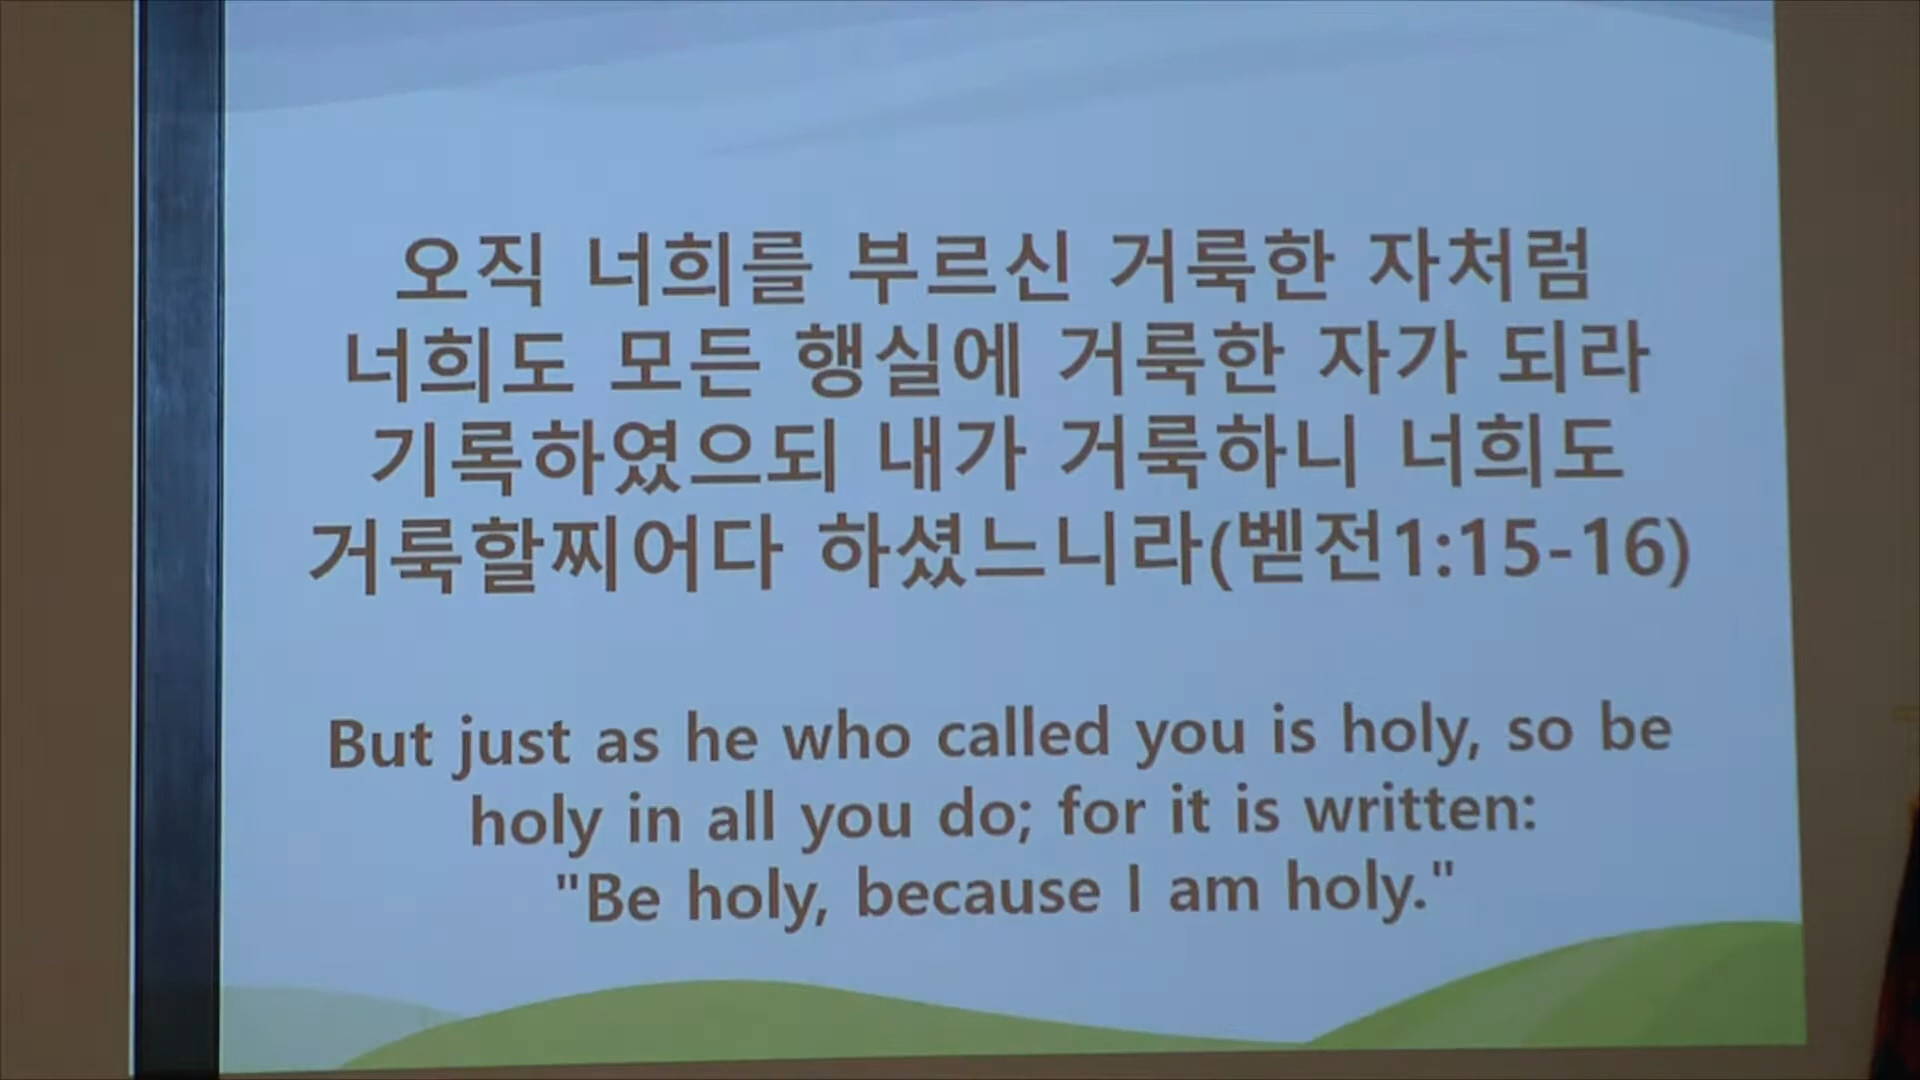 오직 너희를 부르신 거룩한 자처럼
너희도 모든 행실에 거룩한 자가 되라
기록하였으되 내가 거룩하니 너희도
거룩할찌어다 하셨느니라(벧전1:15-16)
But just as he who called you is holy, so be
holy in all you do; for it is written:
"Be holy, because I am holy."